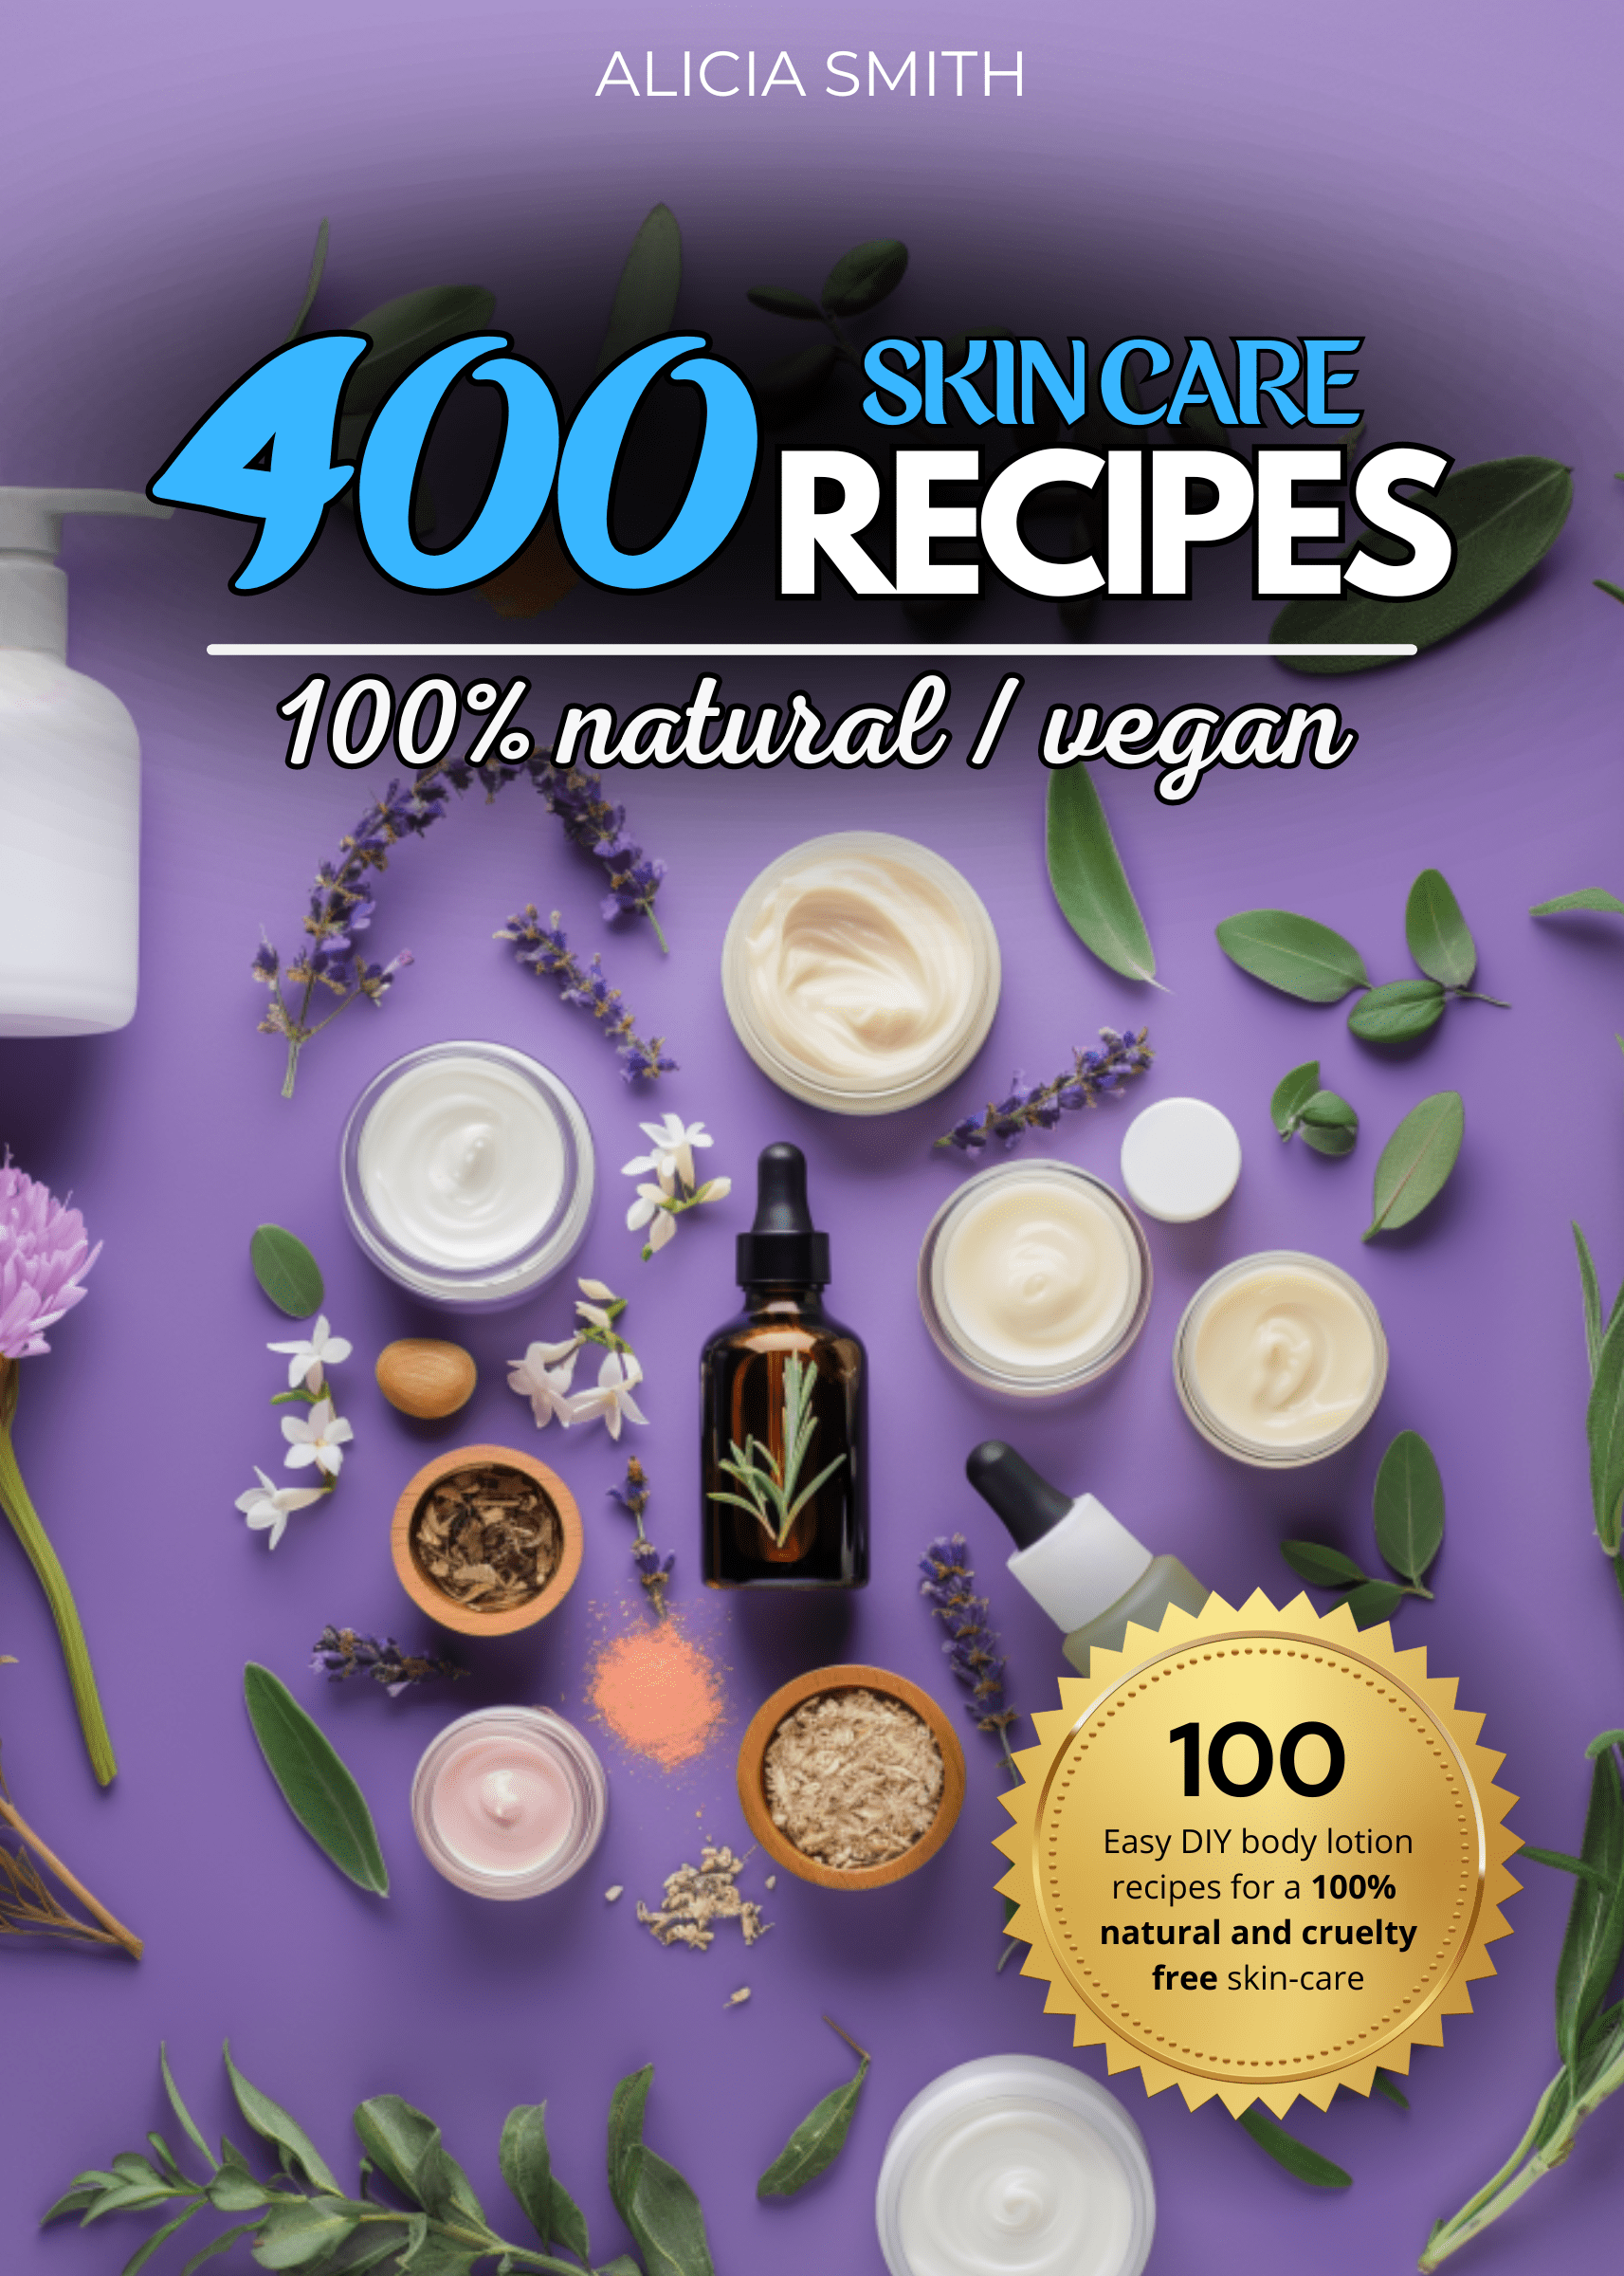 ALICIA SMITH
400 SKIN CARE
RECIPES
100% natural / vegan
100
Easy DIY body lotion
recipes for a 100%
natural and cruelty
free skin-care